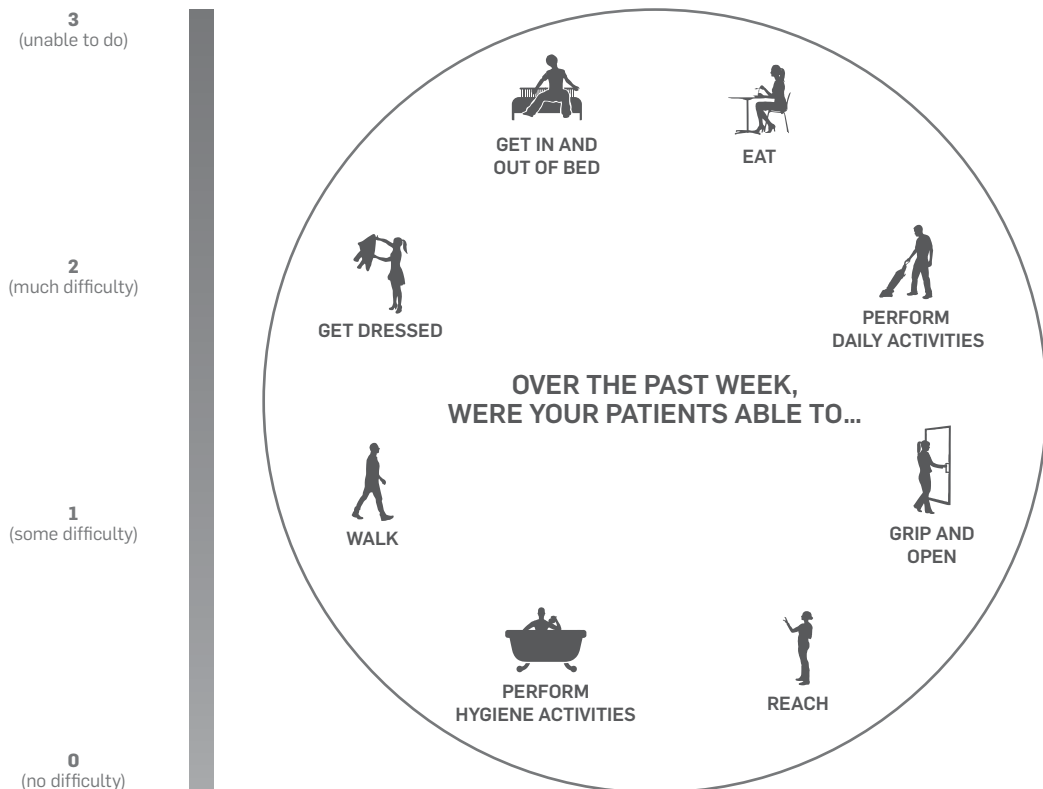 3
(unable to do)
2
(much difficulty)
1
(some difficulty)
0
(no difficulty)
GET IN AND
OUT OF BED
EAT
GET DRESSED
PERFORM
DAILY ACTIVITIES
OVER THE PAST WEEK,
WERE YOUR PATIENTS ABLE TO...
WALK
GRIP AND
OPEN
PERFORM
HYGIENE ACTIVITIES
REACH